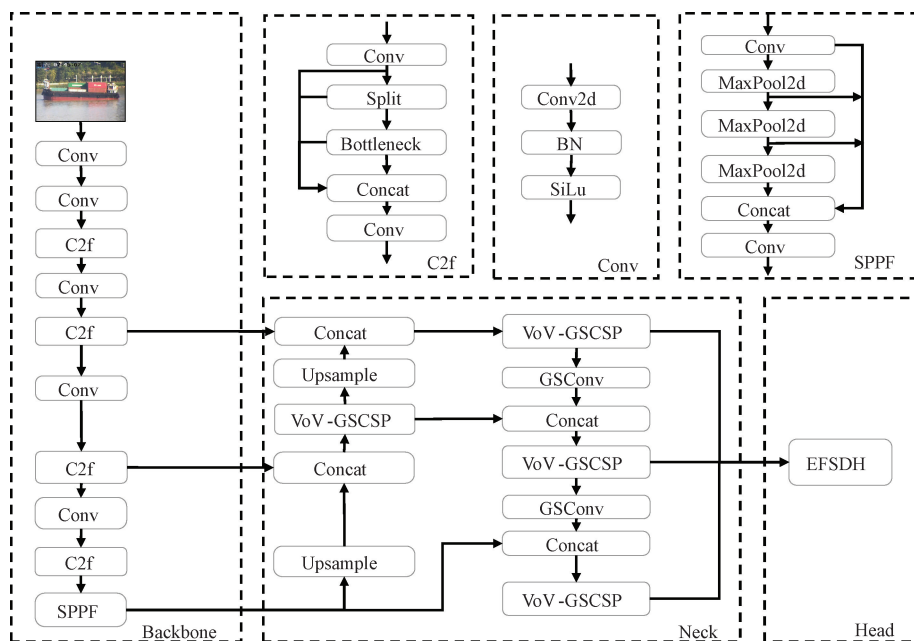 Conv
Conv
C2f
Conv
C2f
Conv
C2f
Conv
C2f
SPPF
Backbone
Conv
Split
Bottleneck
Concat
Conv
C2f
Conv2d
BN
SiLu
Conv
Conv
MaxPool2d
MaxPool2d
MaxPool2d
Concat
Conv
SPPF
Concat
Upsample
VoV-GSCSP
Concat
Upsample
VoV-GSCSP
GSConv
Concat
VoV-GSCSP
GSConv
Concat
VoV-GSCSP
Neck
EFSDH
Head